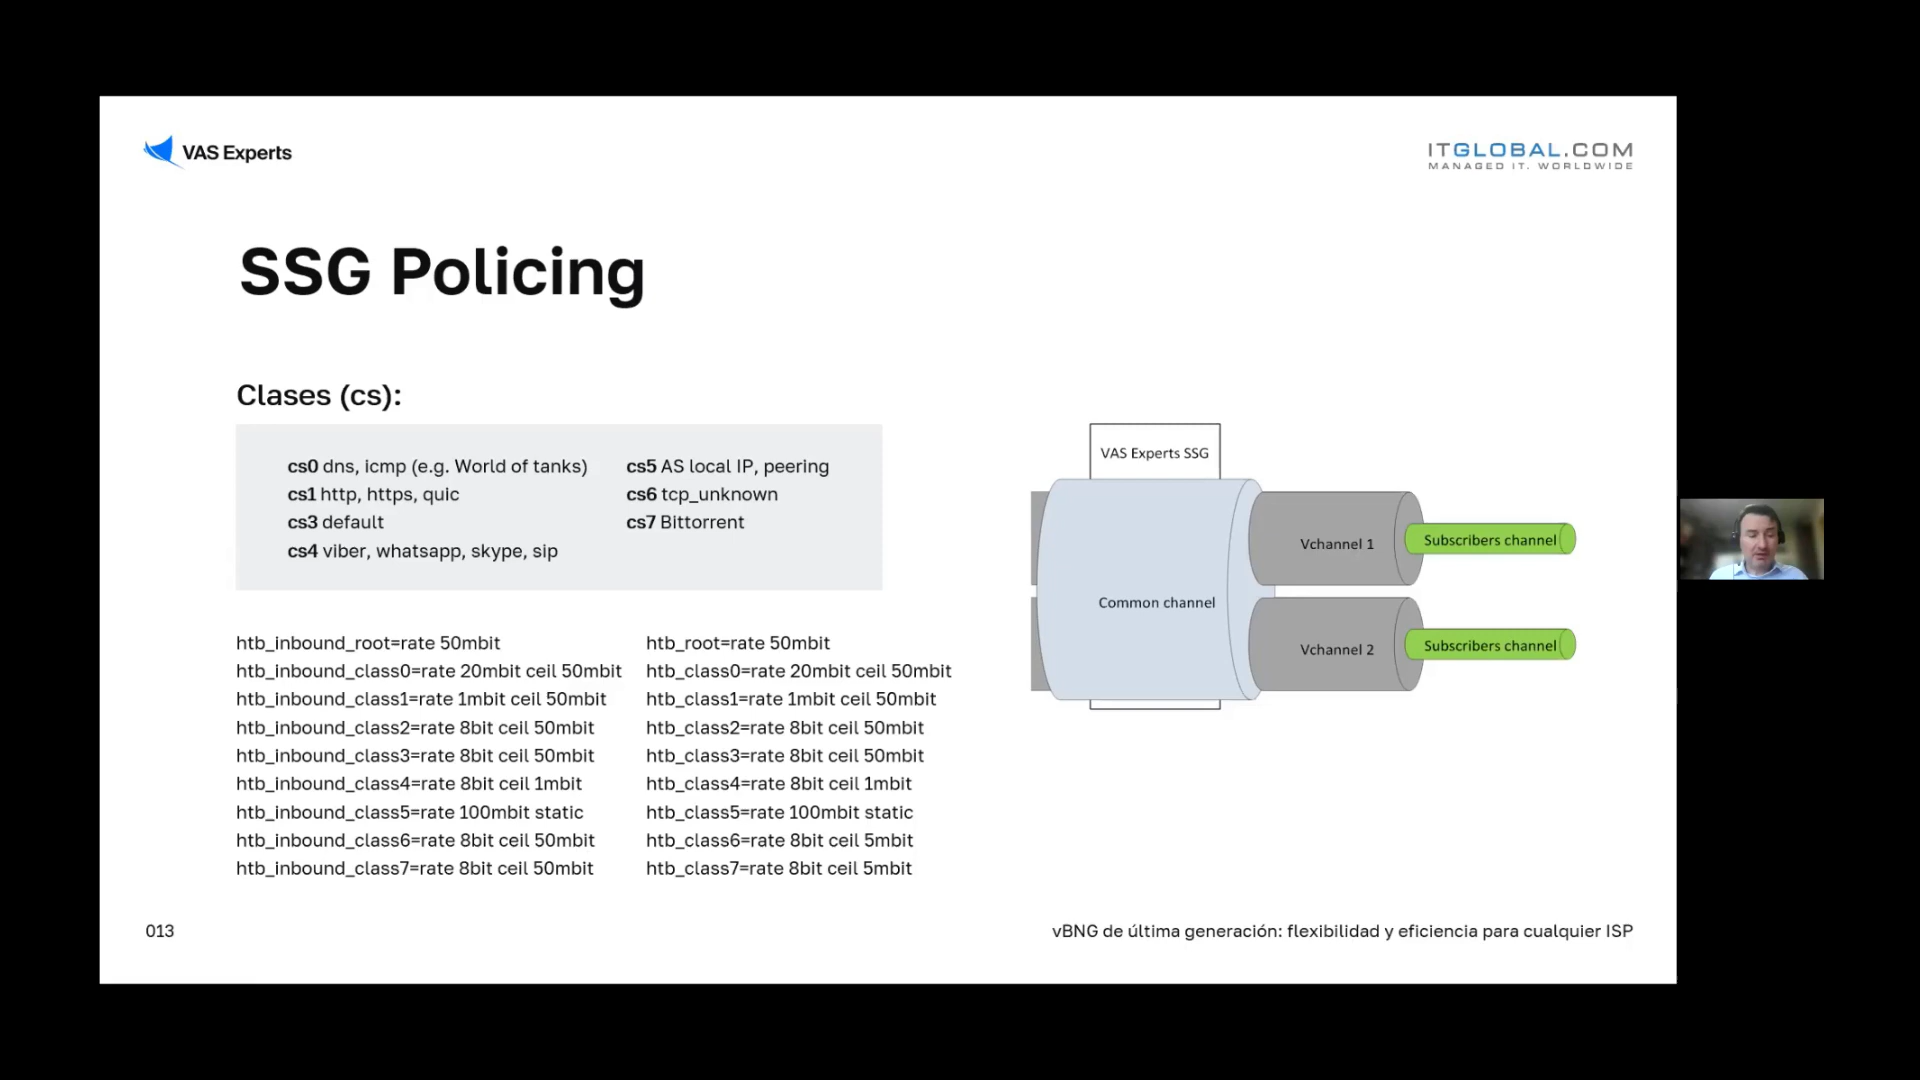 VAS Experts
ITGLOBAL.COM
MANAGED IT. WORLDWIDE
SSG Policing
Clases (cs):
cs0 dns, icmp (e.g. World of tanks)
cs1 http, https, quic
cs3 default
cs4 viber, whatsapp, skype, sip
cs5 AS local IP, peering
cs6 tcp_unknown
cs7 Bittorrent
htb_inbound_root=rate 50mbit
htb_inbound_class0=rate 20mbit ceil 50mbit
htb_inbound_class1=rate 1mbit ceil 50mbit
htb_inbound_class2=rate 8bit ceil 50mbit
htb_inbound_class3=rate 8bit ceil 50mbit
htb_inbound_class4=rate 8bit ceil 1mbit
htb_inbound_class5=rate 100mbit static
htb_inbound_class6=rate 8bit ceil 50mbit
htb_inbound_class7=rate 8bit ceil 50mbit
htb_root=rate 50mbit
htb_class0=rate 20mbit ceil 50mbit
htb_class1=rate 1mbit ceil 50mbit
htb_class2=rate 8bit ceil 50mbit
htb_class3=rate 8bit ceil 50mbit
htb_class4=rate 8bit ceil 1mbit
htb_class5=rate 100mbit static
htb_class6=rate 8bit ceil 5mbit
htb_class7=rate 8bit ceil 5mbit
VAS Experts SSG
Common channel
Vchannel 1
Subscribers channel
Vchannel 2
Subscribers channel
013
vBNG de última generación: flexibilidad y eficiencia para cualquier ISP